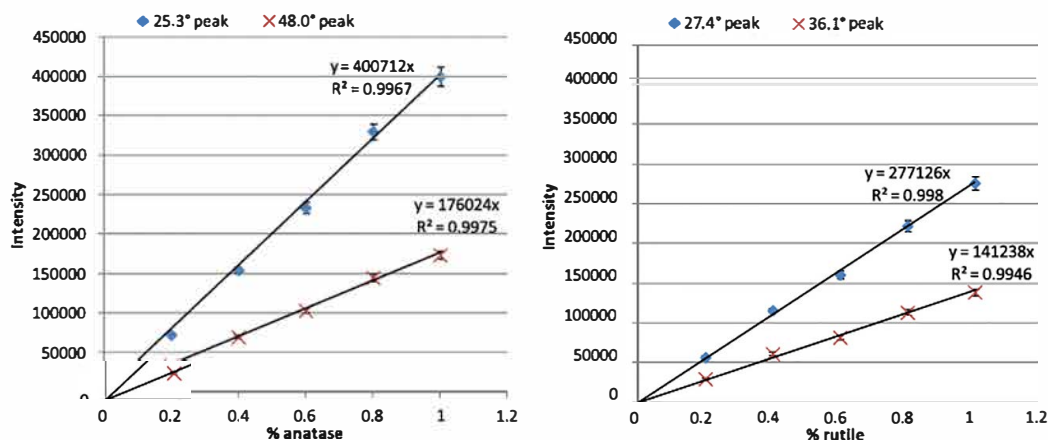 25.3° peak 48.0° peak
450000
400000
350000
300000
250000
200000
150000
100000
50000
0
Intensity
y = 400712x
R² = 0.9967
y = 176024x
R² = 0.9975
0 0.2 0.4 0.6 0.8 1 1.2
% anatase
27.4° peak 36.1° peak
450000
400000
350000
300000
250000
200000
150000
100000
50000
0
Intensity
y = 277126x
R² = 0.998
y = 141238x
R² = 0.9946
0 0.2 0.4 0.6 0.8 1 1.2
% rutile